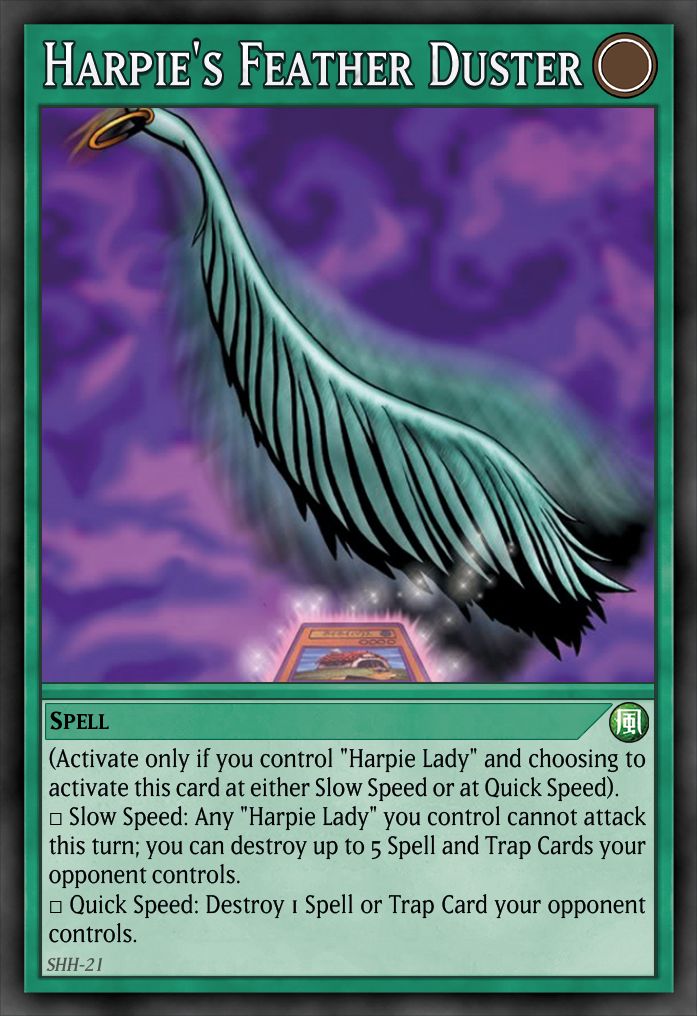 Harpie's Feather Duster
Spell
風
(Activate only if you control "Harpie Lady" and choosing to
activate this card at either Slow Speed or at Quick Speed).
□ Slow Speed: Any "Harpie Lady" you control cannot attack
this turn; you can destroy up to 5 Spell and Trap Cards your
opponent controls.
□ Quick Speed: Destroy 1 Spell or Trap Card your opponent
controls.
SHH-21